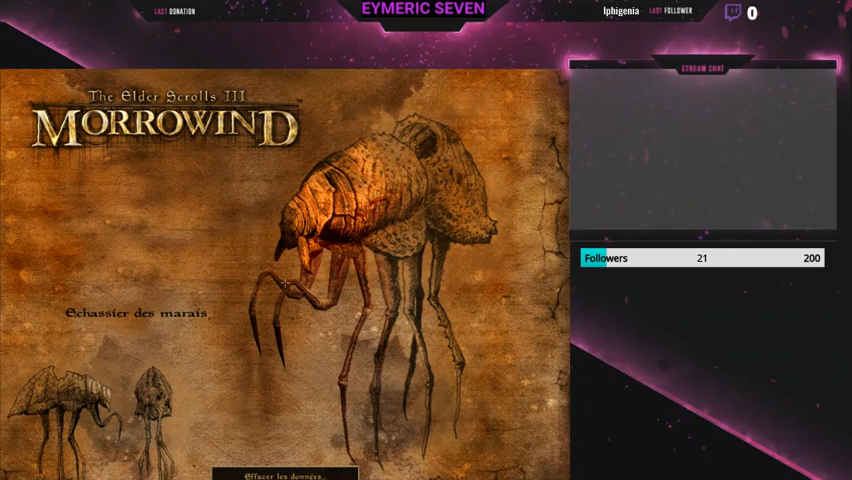 LAST DONATION
EYMERIC SEVEN
Iphigenia LAST FOLLOWER
0
STREAM CHAT
The Elder Scrolls III
MORROWIND
Followers 21 200
Echassier des marais
Effacer les données...